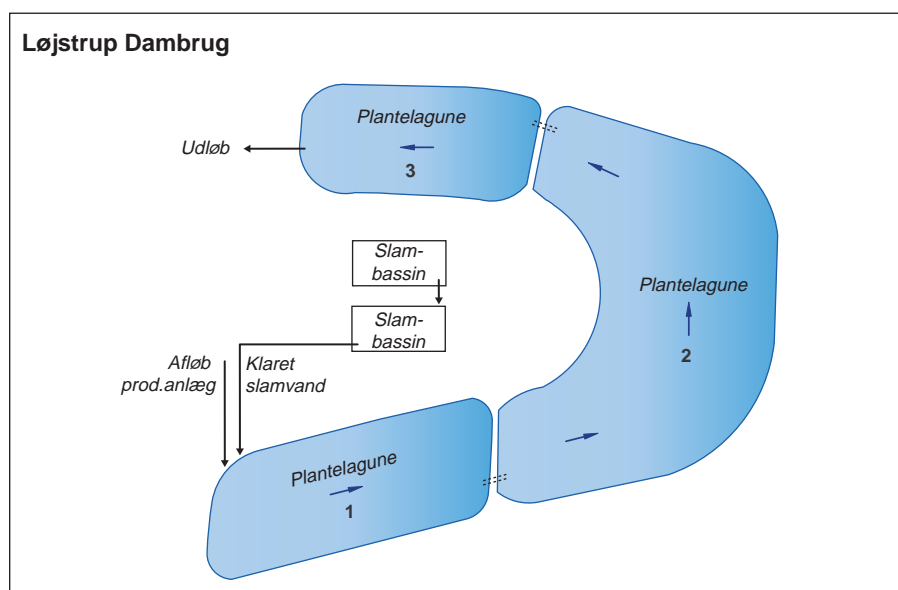 Løjstrup Dambrug
Plantelagune
3
Udløb
Slam-
bassin
Slam-
bassin
Plantelagune
2
Afløb
prod.anlæg
Klaret
slamvand
Plantelagune
1